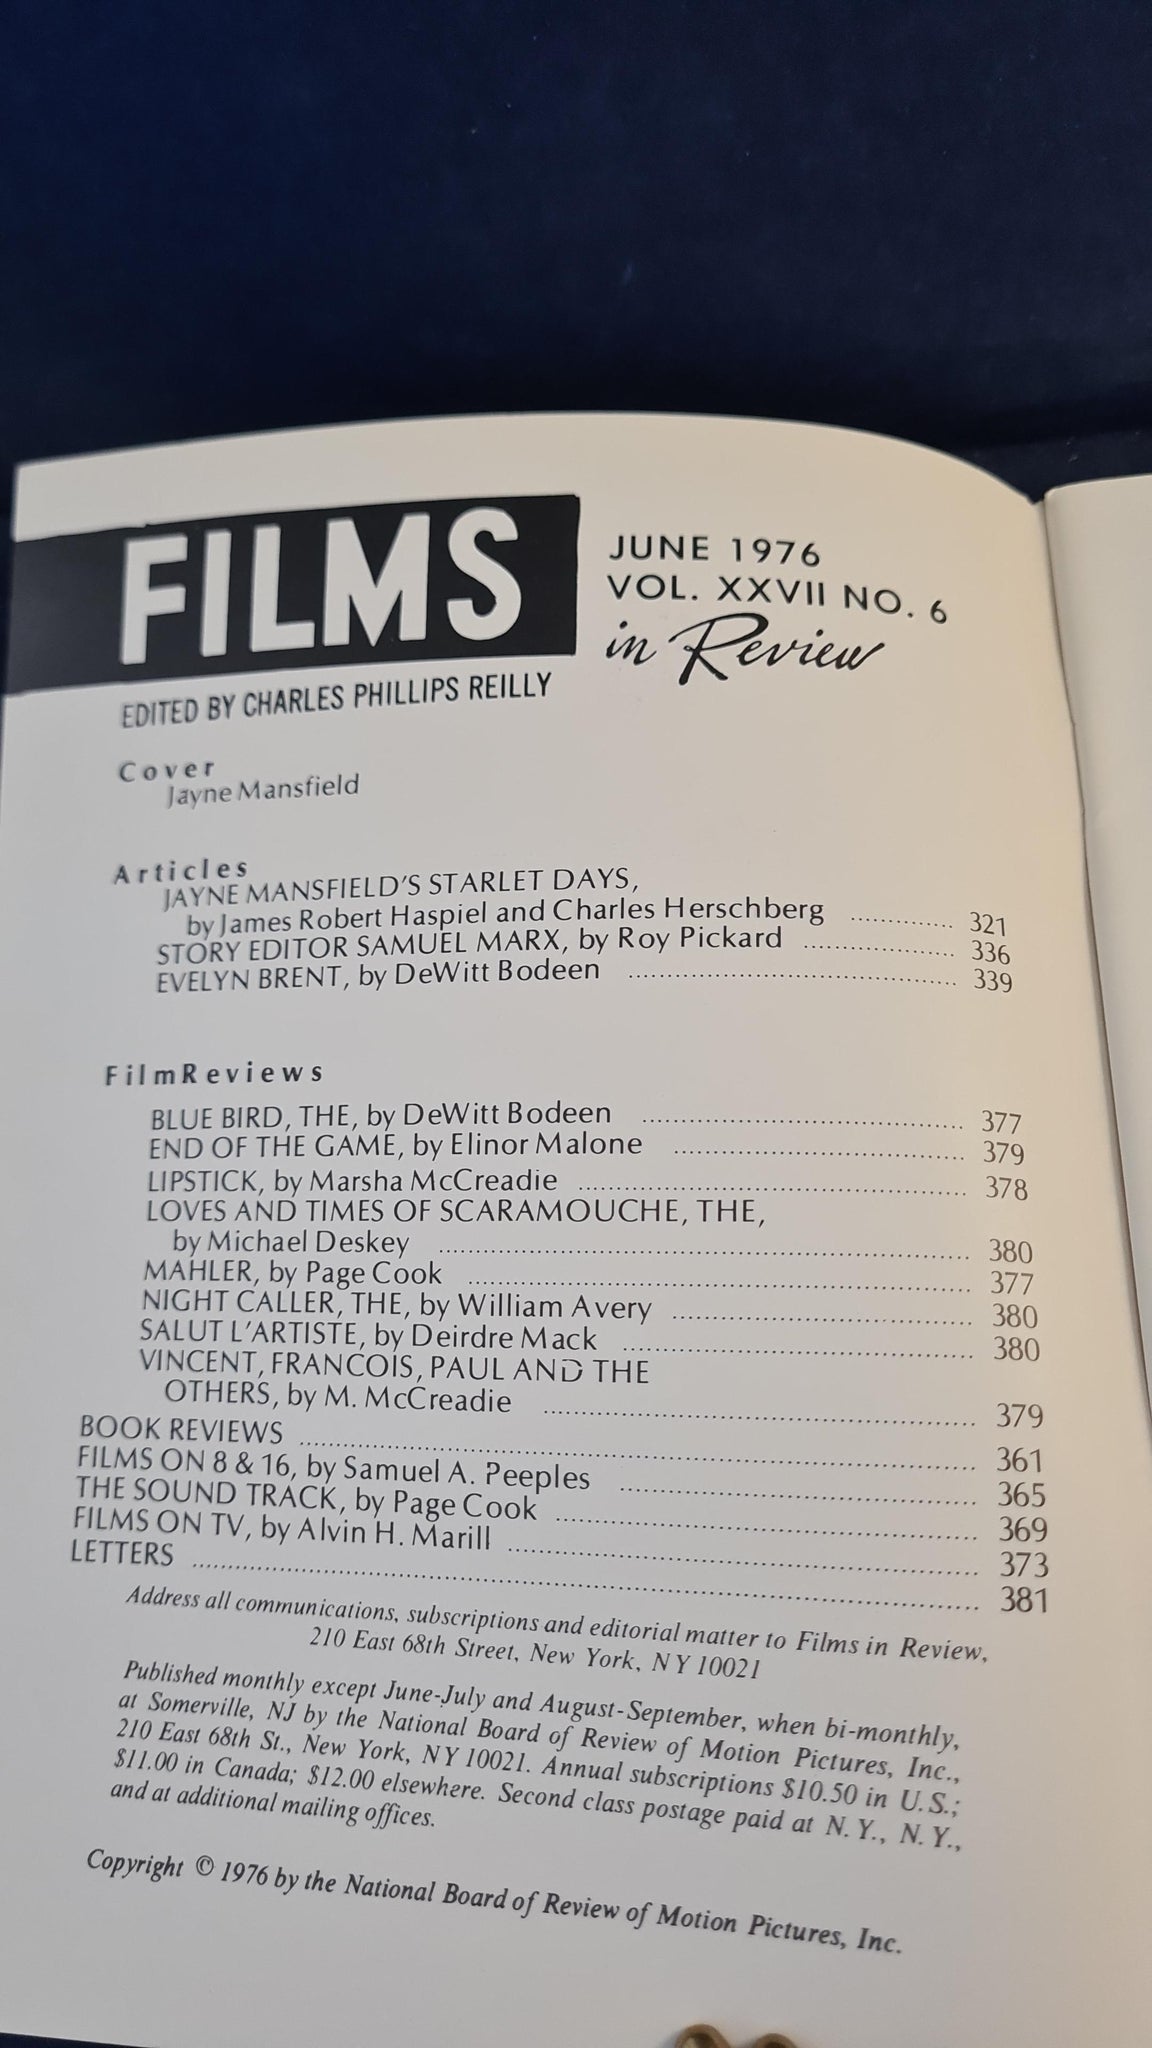 FILMS
JUNE 1976
VOL. XXVII NO. 6
in Review
EDITED BY CHARLES PHILLIPS REILLY
Cover
Jayne Mansfield
Articles
JAYNE MANSFIELD'S STARLET DAYS,
by James Robert Haspiel and Charles Herschberg ............... 321
STORY EDITOR SAMUEL MARX, by Roy Pickard ............... 336
EVELYN BRENT, by DeWitt Bodeen ............... 339
FilmReviews
BLUE BIRD, THE, by DeWitt Bodeen ............... 377
END OF THE GAME, by Elinor Malone ............... 379
LIPSTICK, by Marsha McCreadie ............... 378
LOVES AND TIMES OF SCARAMOUCHE, THE,
by Michael Deskey ............... 380
MAHLER, by Page Cook ............... 377
NIGHT CALLER, THE, by William Avery ............... 380
SALUT L'ARTISTE, by Deirdre Mack ............... 380
VINCENT, FRANCOIS, PAUL AND THE
OTHERS, by M. McCreadie ............... 379
BOOK REVIEWS ............... 361
FILMS ON 8 & 16, by Samuel A. Peeples ............... 365
THE SOUND TRACK, by Page Cook ............... 369
FILMS ON TV, by Alvin H. Marill ............... 373
LETTERS ............... 381
Address all communications, subscriptions and editorial matter to Films in Review,
210 East 68th Street, New York, NY 10021
Published monthly except June-July and August-September, when bi-monthly,
at Somerville, NJ by the National Board of Review of Motion Pictures, Inc.,
210 East 68th St., New York, NY 10021. Annual subscriptions $10.50 in U.S.;
$11.00 in Canada; $12.00 elsewhere. Second class postage paid at N.Y., N.Y.,
and at additional mailing offices.
Copyright © 1976 by the National Board of Review of Motion Pictures, Inc.